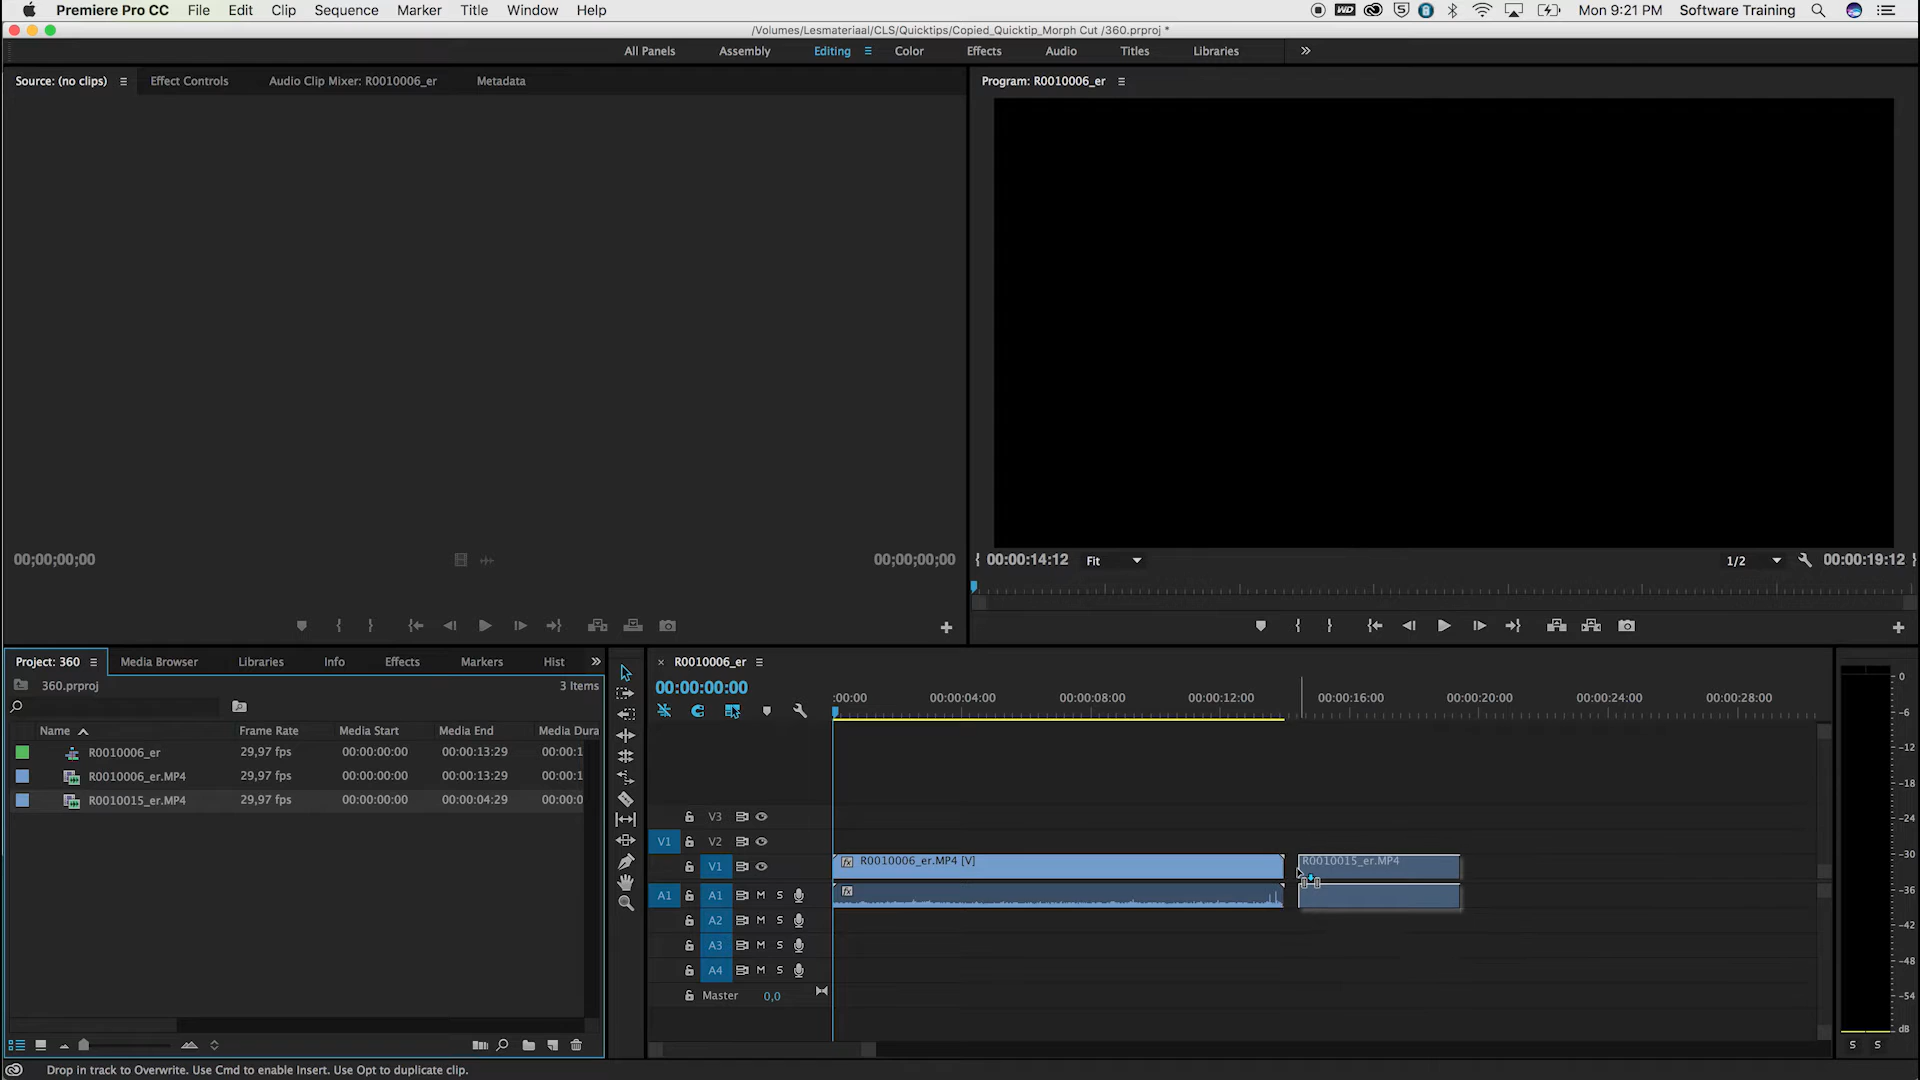 Premiere Pro CC File Edit Clip Sequence Marker Title Window Help Mon 9:21 PM Software Training
/Volumes/Lesmateriaal/CLS/Quicktips/Copied_Quicktip_Morph Cut /360.prproj *
All Panels Assembly Editing Color Effects Audio Titles Libraries
Source: (no clips) Effect Controls Audio Clip Mixer: R0010006_er Metadata
Program: R0010006_er
00;00;00;00 00;00;00;00
00:00:14:12 Fit 1/2 00:00:19:12
Project: 360 Media Browser Libraries Info Effects Markers Hist
360.prproj 3 Items
Name Frame Rate Media Start Media End Media Dura
R0010006_er 29,97 fps 00:00:00:00 00:00:13:29 00:00:1
R0010006_er.MP4 29,97 fps 00:00:00:00 00:00:13:29 00:00:1
R0010015_er.MP4 29,97 fps 00:00:00:00 00:00:04:29 00:00:0
R0010006_er
00:00:00:00
:00:00 00:00:04:00 00:00:08:00 00:00:12:00 00:00:16:00 00:00:20:00 00:00:24:00 00:00:28:00
V3
V1 V2
V1 R0010006_er.MP4 [V] R0010015_er.MP4
A1 A1 M S
A2 M S
A3 M S
A4 M S
Master 0,0
0
-6
-12
-18
-24
-30
-36
-42
-48
-54
dB
S S
Drop in track to Overwrite. Use Cmd to enable Insert. Use Opt to duplicate clip.